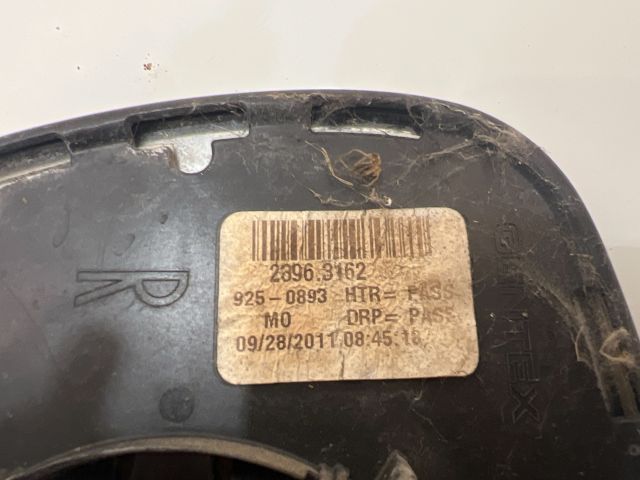 2896.3162
925-0893 HTR= PASS
MO DRP= PASS
09/28/2011 08:45:18
R
GENTEX